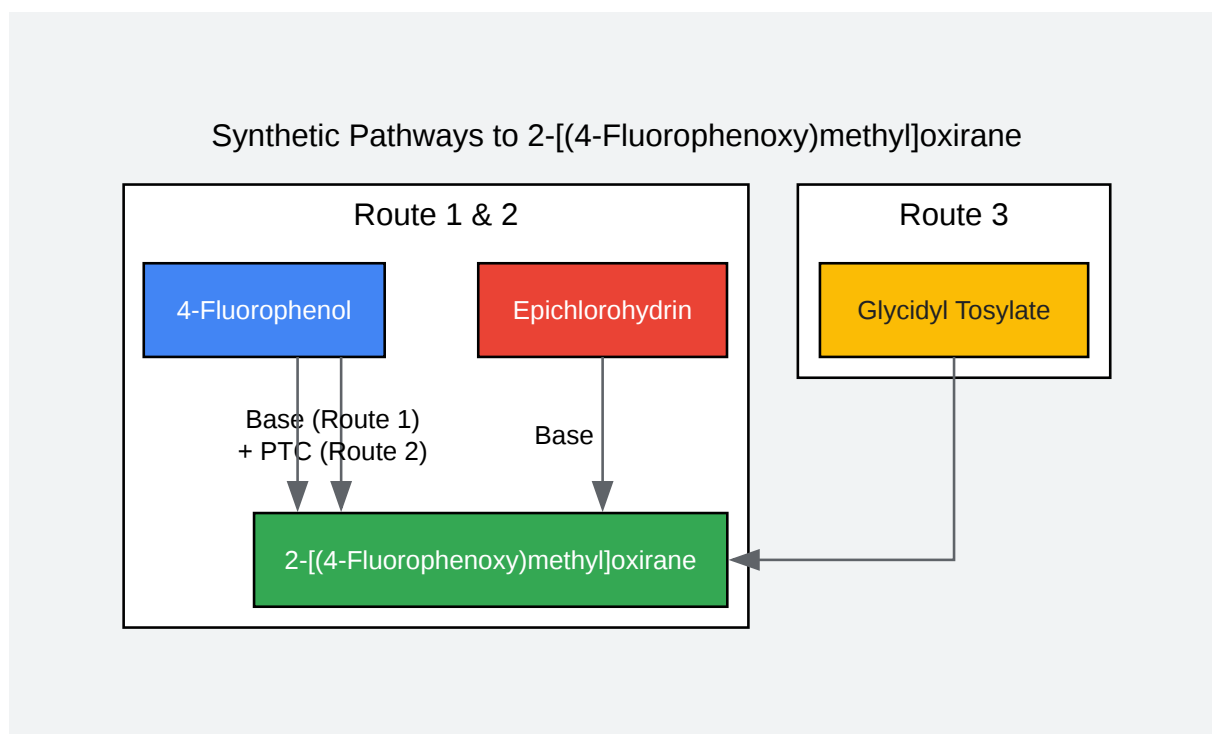 Synthetic Pathways to 2-[(4-Fluorophenoxy)methyl]oxirane
Route 1 & 2
Route 3
4-Fluorophenol
Epichlorohydrin
Glycidyl Tosylate
Base (Route 1)
+ PTC (Route 2)
Base
2-[(4-Fluorophenoxy)methyl]oxirane